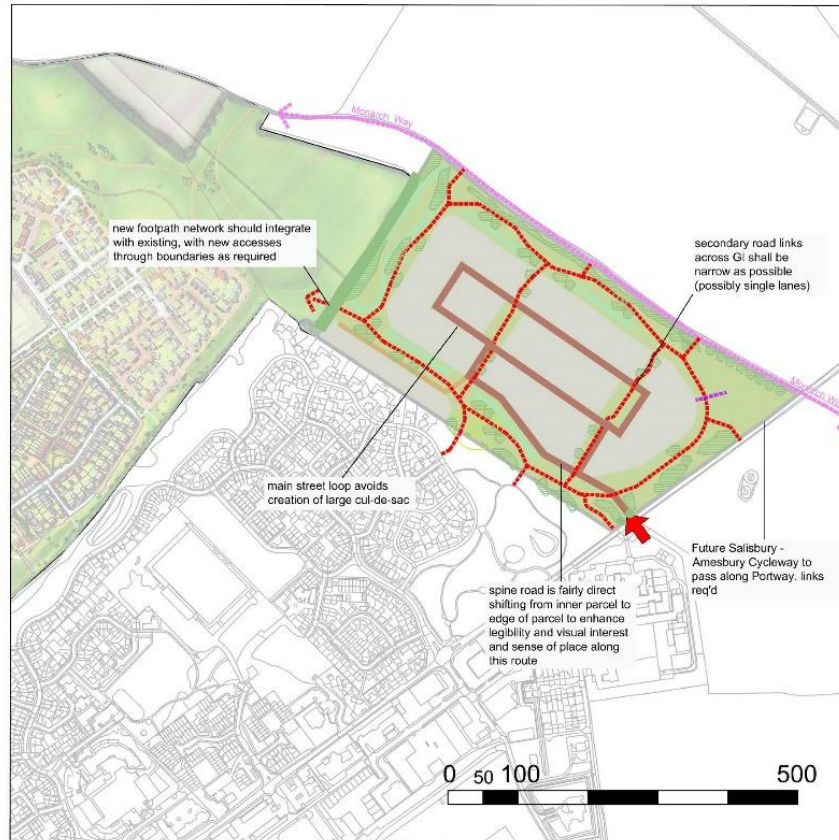 Monarch Way
new footpath network should integrate
with existing, with new accesses
through boundaries as required
secondary road links
across GI shall be
narrow as possible
(possibly single lanes)
Monarch Way
main street loop avoids
creation of large cul-de-sac
Future Salisbury -
Amesbury Cycleway to
pass along Portway. links
req'd
spine road is fairly direct
shifting from inner parcel to
edge of parcel to enhance
legibility and visual interest
and sense of place along
this route
0 50 100 500